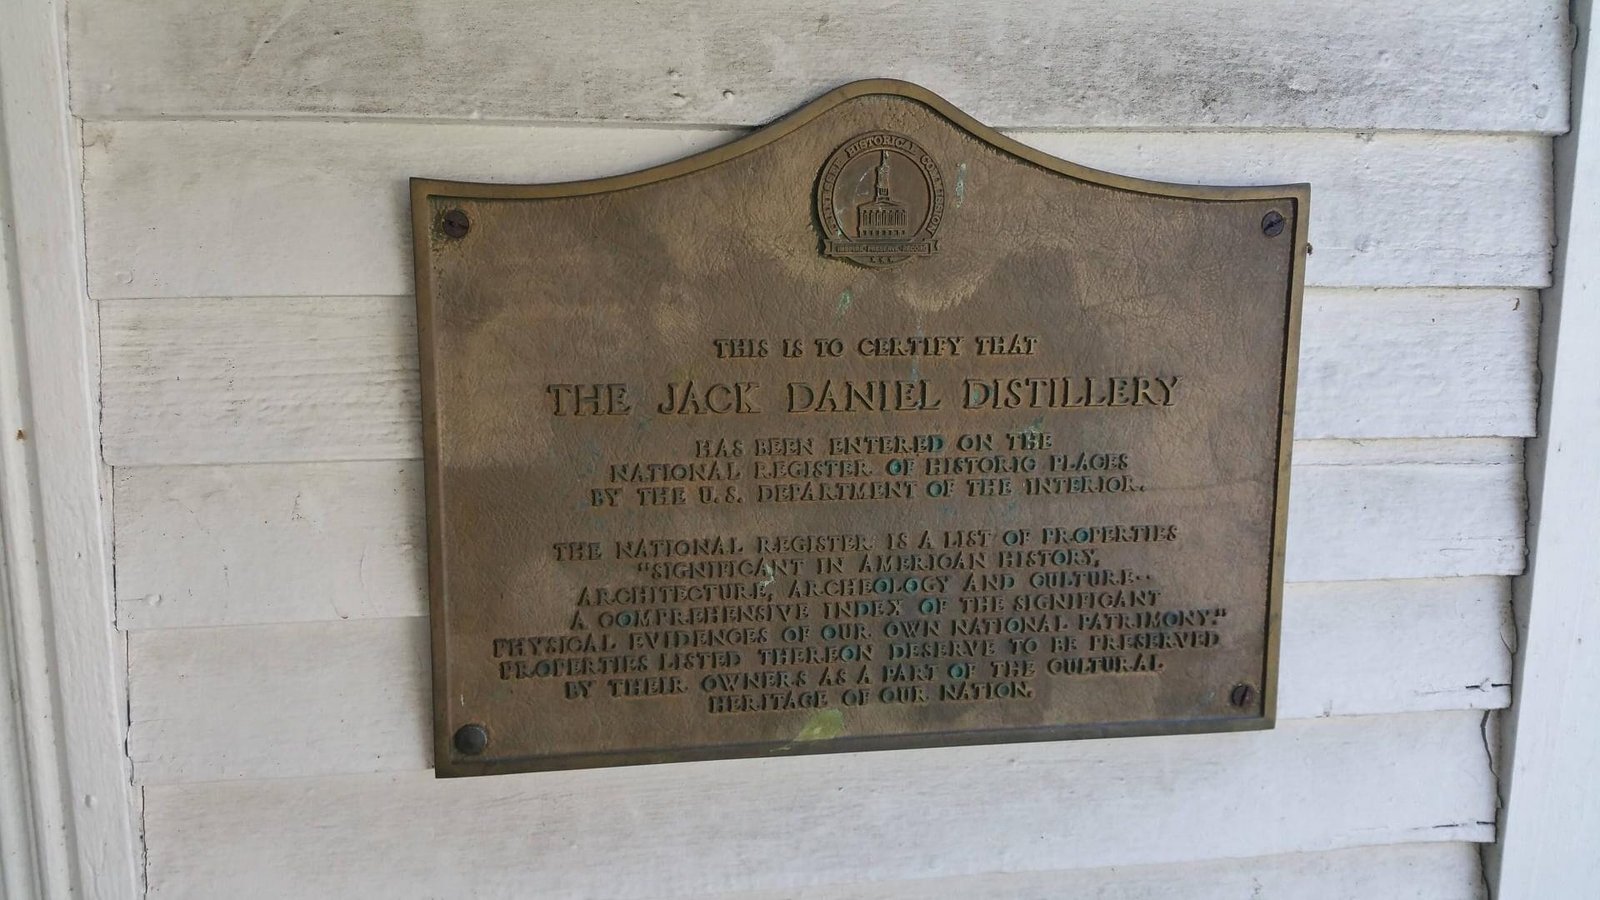 TENNESSEE HISTORICAL COMMISSION
THIS IS TO CERTIFY THAT
THE JACK DANIEL DISTILLERY
HAS BEEN ENTERED ON THE
NATIONAL REGISTER OF HISTORIC PLACES
BY THE U.S. DEPARTMENT OF THE INTERIOR.
THE NATIONAL REGISTER IS A LIST OF PROPERTIES
"SIGNIFICANT IN AMERICAN HISTORY,
ARCHITECTURE, ARCHEOLOGY AND CULTURE--
A COMPREHENSIVE INDEX OF THE SIGNIFICANT
PHYSICAL EVIDENCES OF OUR OWN NATIONAL PATRIMONY."
PROPERTIES LISTED THEREON DESERVE TO BE PRESERVED
BY THEIR OWNERS AS A PART OF THE CULTURAL
HERITAGE OF OUR NATION.